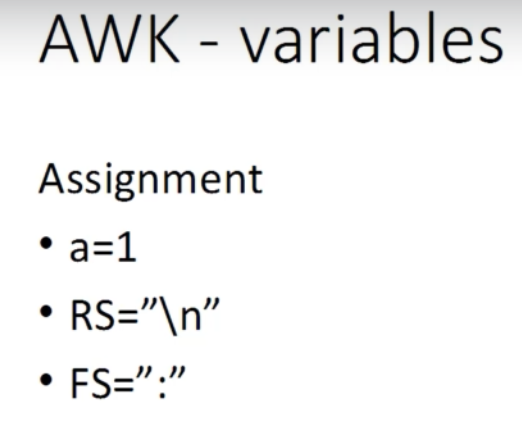 AWK - variables
Assignment
• a=1
• RS=”\n”
• FS=”:”